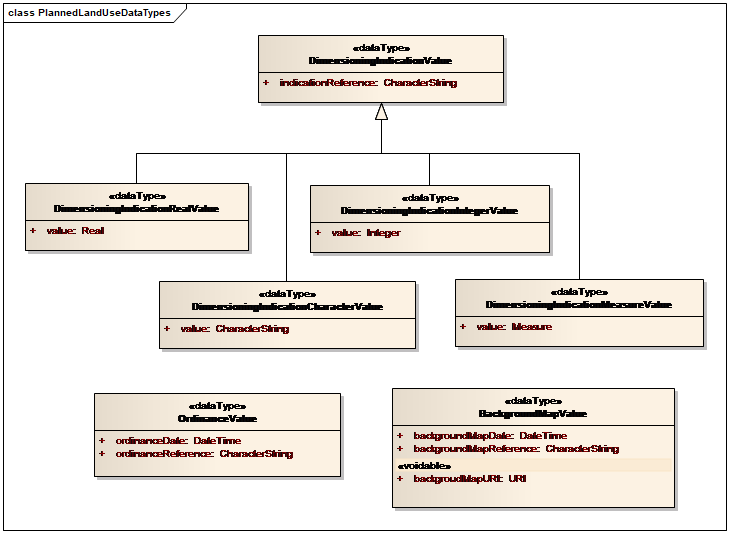 class PlannedLandUseDataTypes
«dataType»
DimensioningIndicationValue
+ indicationReference: CharacterString
«dataType»
DimensioningIndicationRealValue
+ value: Real
«dataType»
DimensioningIndicationIntegerValue
+ value: Integer
«dataType»
DimensioningIndicationCharacterValue
+ value: CharacterString
«dataType»
DimensioningIndicationMeasureValue
+ value: Measure
«dataType»
OrdinanceValue
+ ordinanceDate: DateTime
+ ordinanceReference: CharacterString
«dataType»
BackgroundMapValue
+ backgroundMapDate: DateTime
+ backgroundMapReference: CharacterString
«voidable»
+ backgroudMapURI: URI